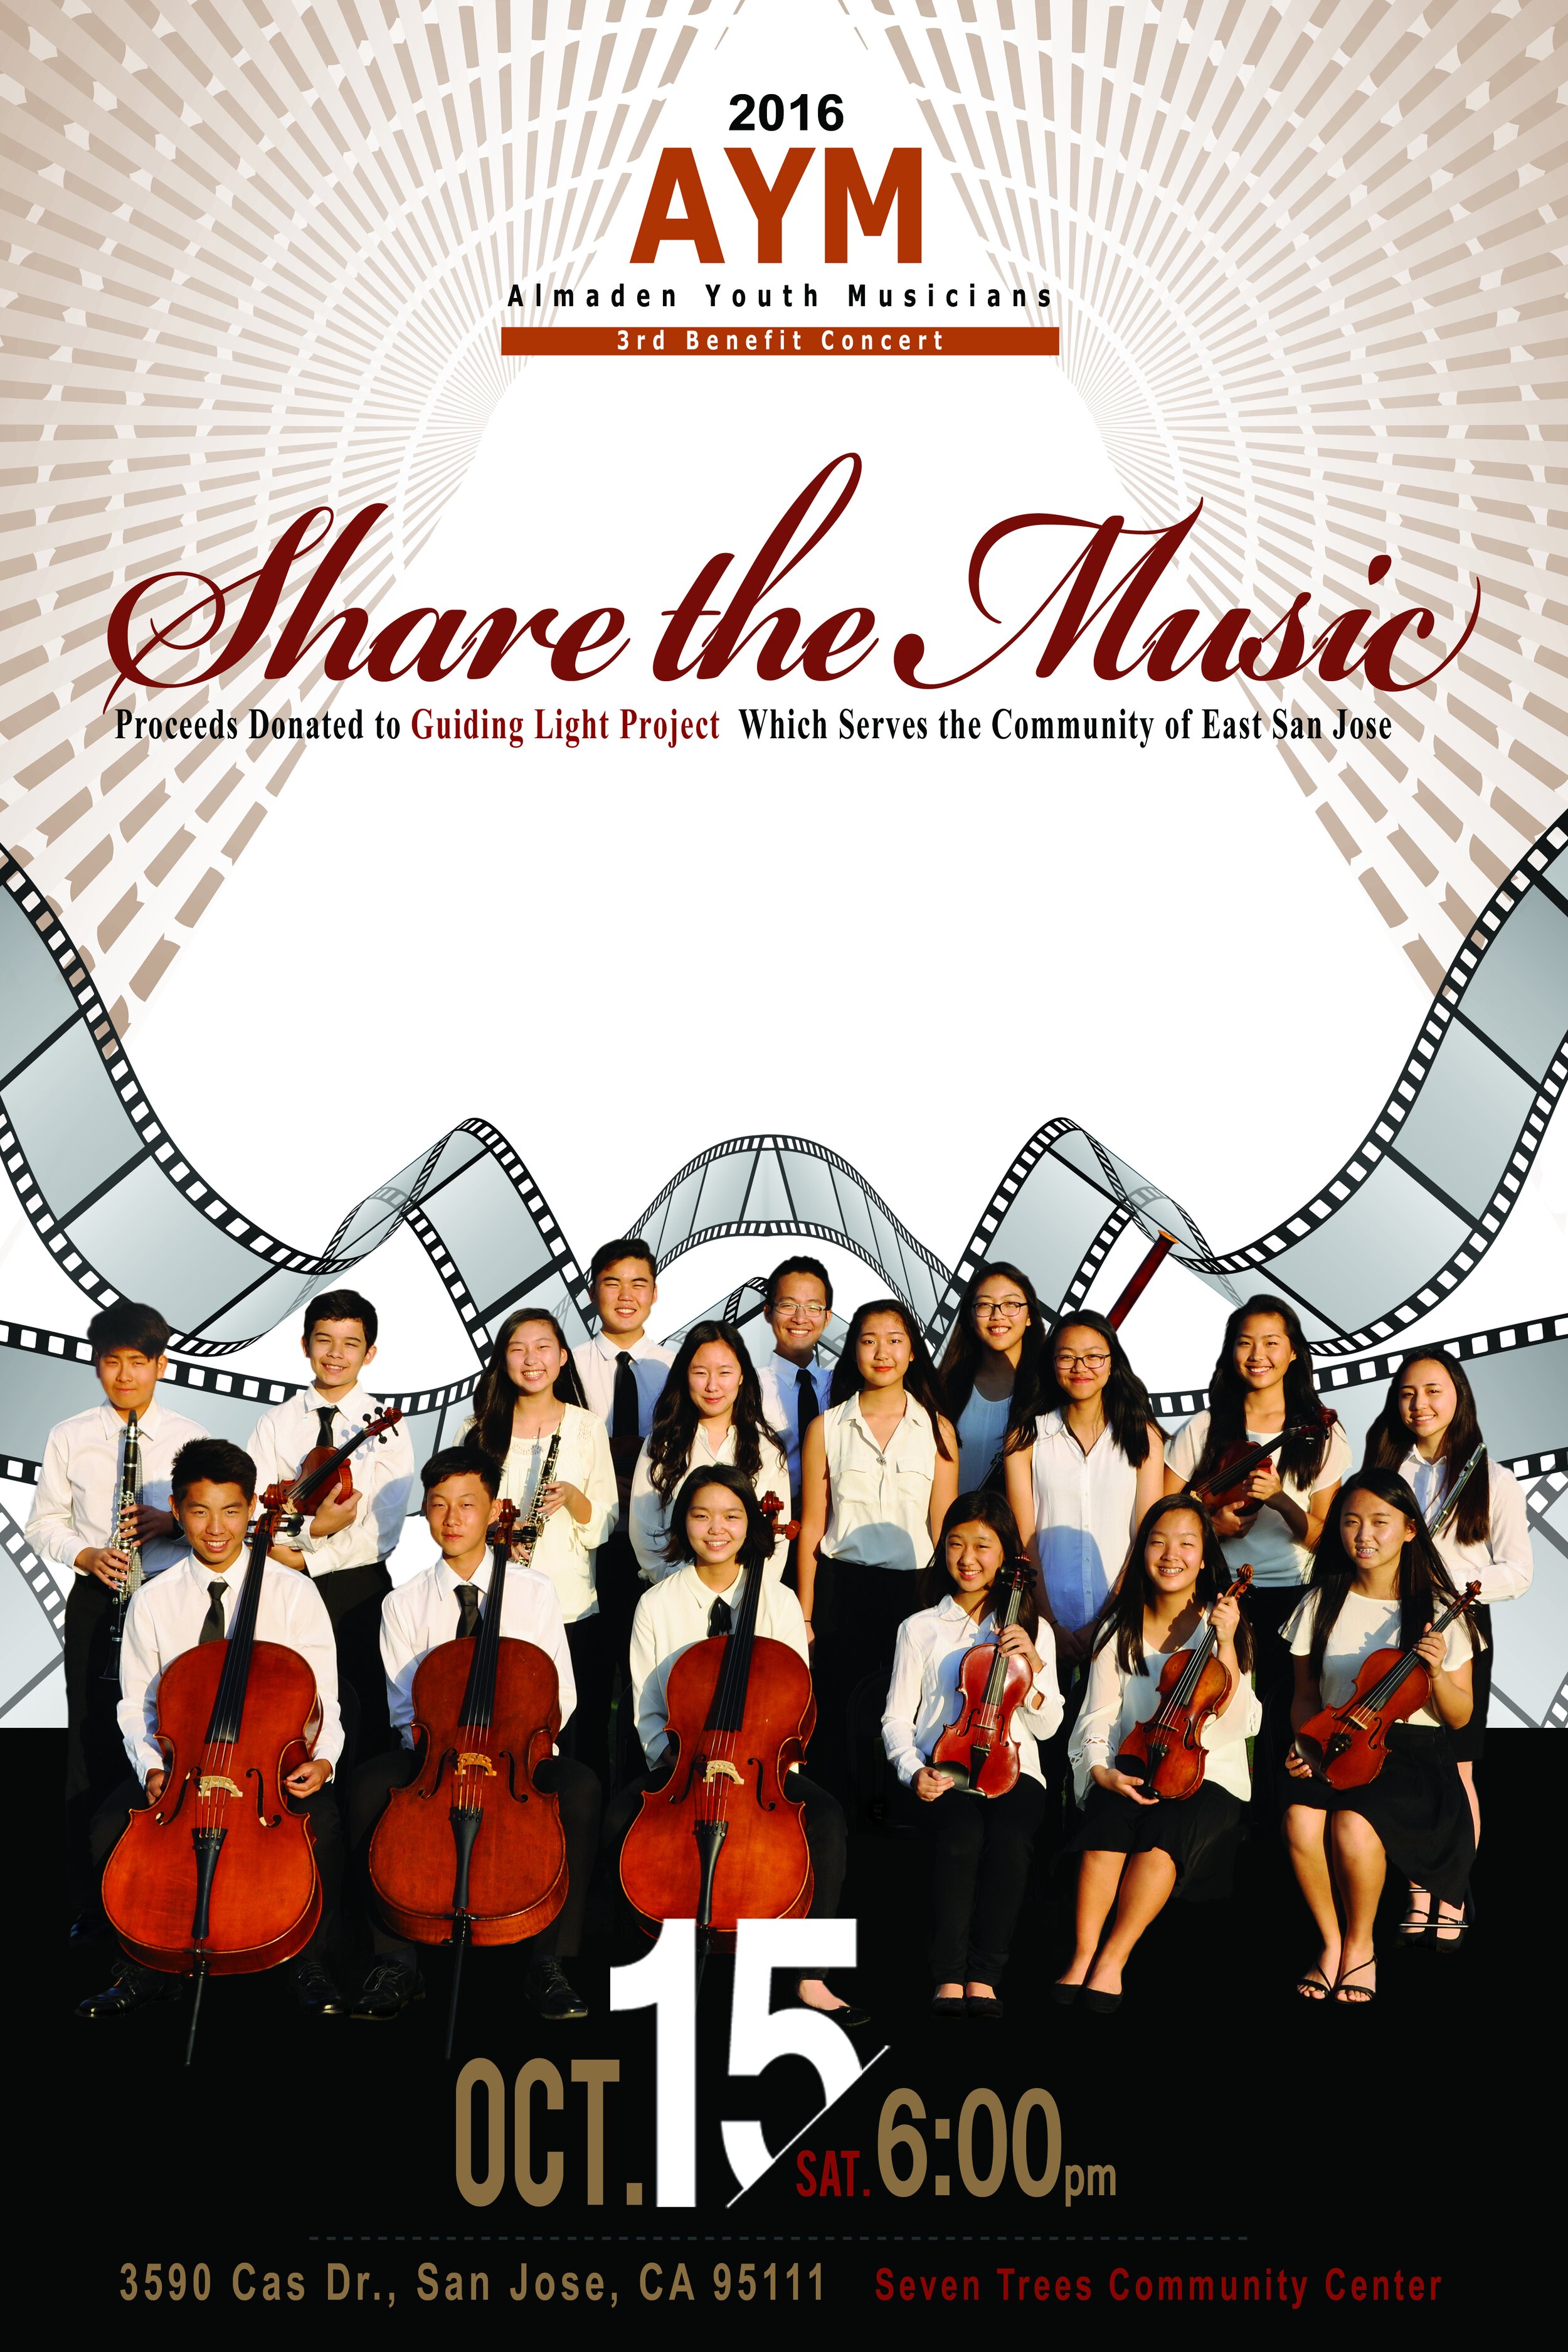 2016
AYM
Almaden Youth Musicians
3rd Benefit Concert
Share the Music
Proceeds Donated to Guiding Light Project Which Serves the Community of East San Jose
OCT. 15 SAT. 6:00pm
3590 Cas Dr., San Jose, CA 95111 Seven Trees Community Center